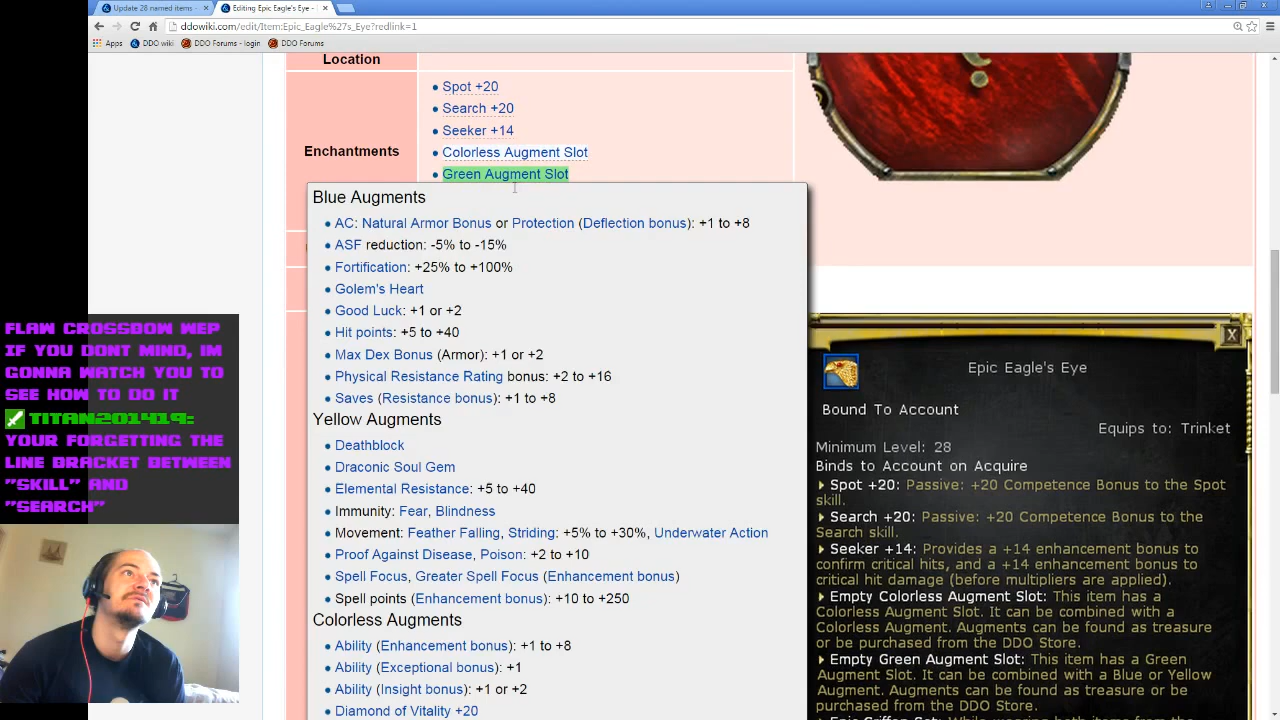 Update 28 named items -
Editing Epic Eagle's Eye -
ddowiki.com/edit/Item:Epic_Eagle%27s_Eye?redlink=1
Apps
DDO wiki
DDO Forums - login
DDO Forums
Location
Enchantments
Spot +20
Search +20
Seeker +14
Colorless Augment Slot
Green Augment Slot
Blue Augments
AC: Natural Armor Bonus or Protection (Deflection bonus): +1 to +8
ASF reduction: -5% to -15%
Fortification: +25% to +100%
Golem's Heart
Good Luck: +1 or +2
Hit points: +5 to +40
Max Dex Bonus (Armor): +1 or +2
Physical Resistance Rating bonus: +2 to +16
Saves (Resistance bonus): +1 to +8
Yellow Augments
Deathblock
Draconic Soul Gem
Elemental Resistance: +5 to +40
Immunity: Fear, Blindness
Movement: Feather Falling, Striding: +5% to +30%, Underwater Action
Proof Against Disease, Poison: +2 to +10
Spell Focus, Greater Spell Focus (Enhancement bonus)
Spell points (Enhancement bonus): +10 to +250
Colorless Augments
Ability (Enhancement bonus): +1 to +8
Ability (Exceptional bonus): +1
Ability (Insight bonus): +1 or +2
Diamond of Vitality +20
X
Epic Eagle's Eye
Bound To Account
Equips to: Trinket
Minimum Level: 28
Binds to Account on Acquire
Spot +20: Passive: +20 Competence Bonus to the Spot
skill.
Search +20: Passive: +20 Competence Bonus to the
Search skill.
Seeker +14: Provides a +14 enhancement bonus to
confirm critical hits, and a +14 enhancement bonus to
critical hit damage (before multipliers are applied).
Empty Colorless Augment Slot: This item has a
Colorless Augment Slot. It can be combined with a
Colorless Augment. Augments can be found as treasure
or be purchased from the DDO Store.
Empty Green Augment Slot: This item has a Green
Augment Slot. It can be combined with a Blue or Yellow
Augment. Augments can be found as treasure or be
purchased from the DDO Store.
FLAW CROSSBOW WEP
IF YOU DONT MIND, IM
GONNA WATCH YOU TO
SEE HOW TO DO IT
TITAN201419:
YOUR FORGETTING THE
LINE BRACKET BETWEEN
"SKILL" AND
"SEARCH"